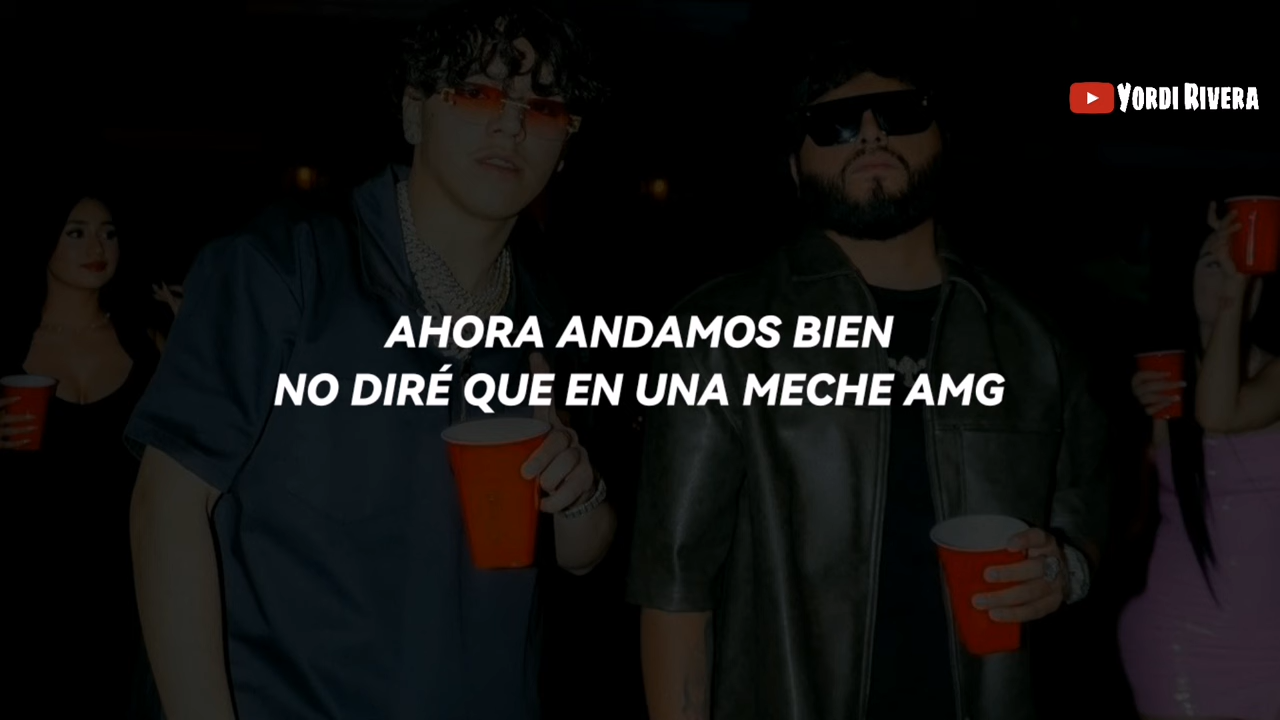 YORDI RIVERA
AHORA ANDAMOS BIEN
NO DIRÉ QUE EN UNA MECHE AMG